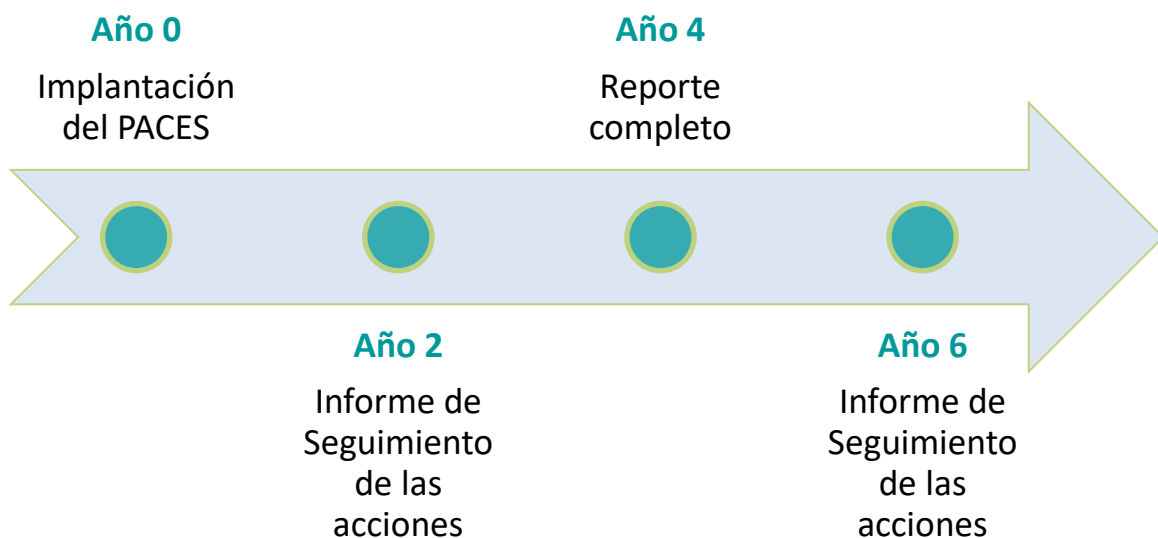 Año 0
Implantación
del PACES
Año 4
Reporte
completo
Año 2
Informe de
Seguimiento
de las
acciones
Año 6
Informe de
Seguimiento
de las
acciones